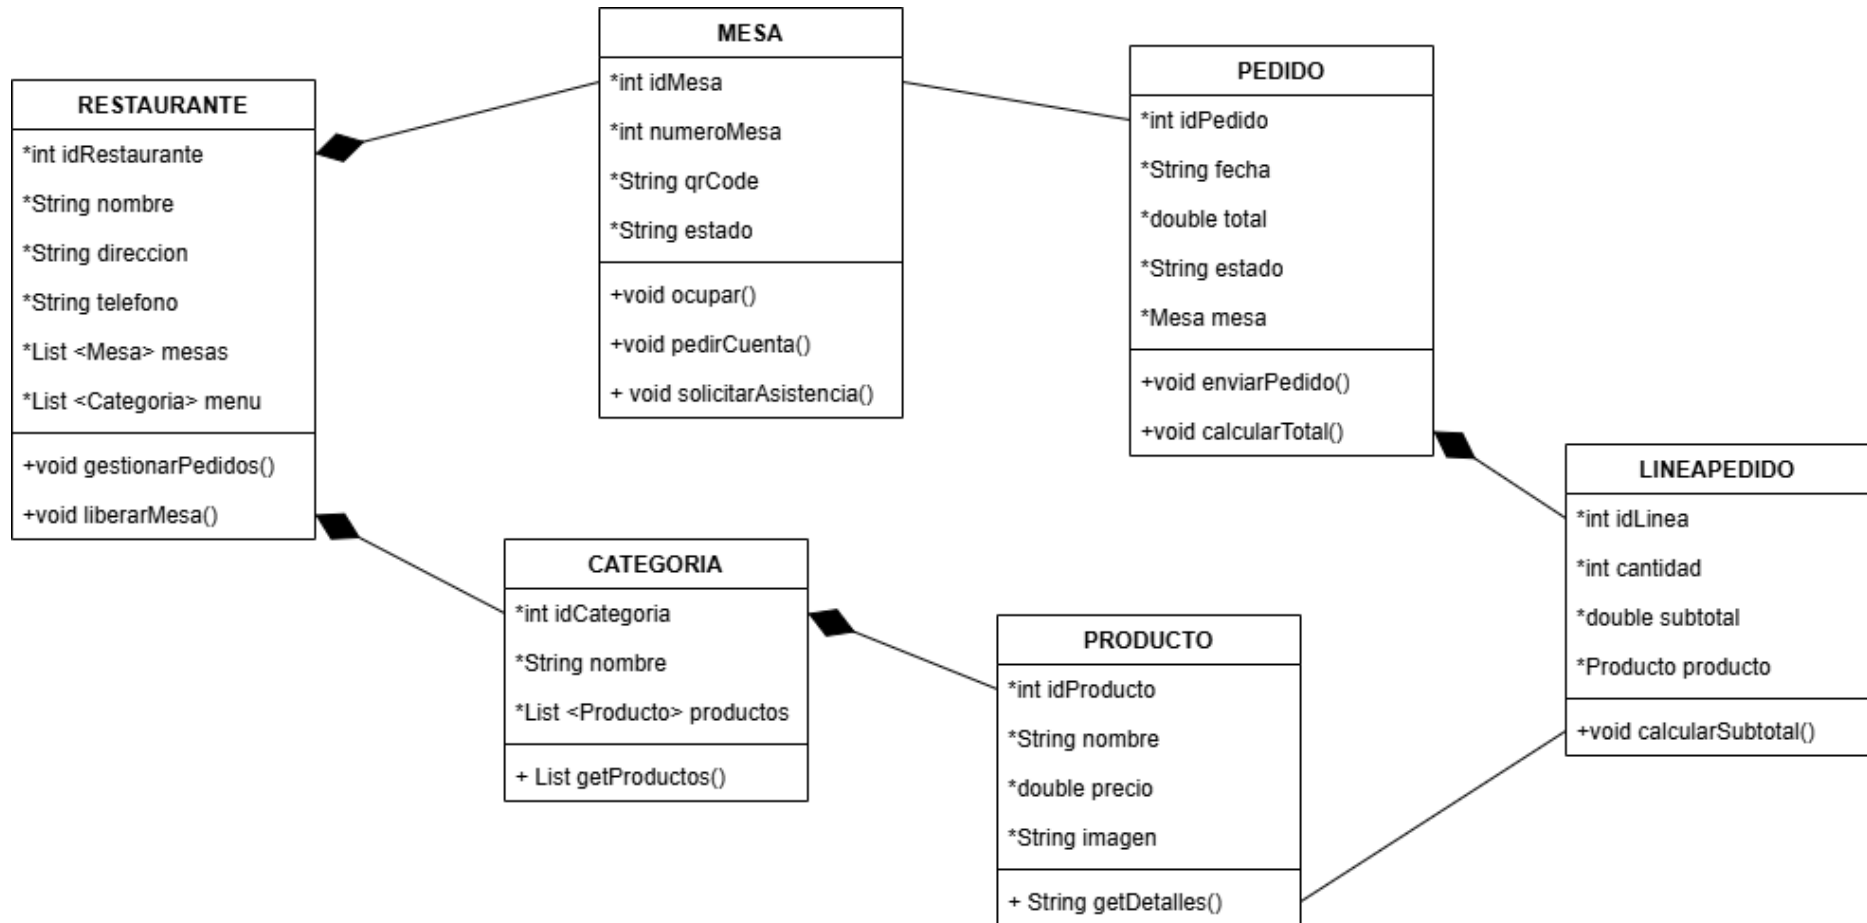 RESTAURANTE
*int idRestaurante
*String nombre
*String direccion
*String telefono
*List <Mesa> mesas
*List <Categoria> menu
+void gestionarPedidos()
+void liberarMesa()
MESA
*int idMesa
*int numeroMesa
*String qrCode
*String estado
+void ocupar()
+void pedirCuenta()
+ void solicitarAsistencia()
PEDIDO
*int idPedido
*String fecha
*double total
*String estado
*Mesa mesa
+void enviarPedido()
+void calcularTotal()
LINEAPEDIDO
*int idLinea
*int cantidad
*double subtotal
*Producto producto
+void calcularSubtotal()
CATEGORIA
*int idCategoria
*String nombre
*List <Producto> productos
+ List getProductos()
PRODUCTO
*int idProducto
*String nombre
*double precio
*String imagen
+ String getDetalles()